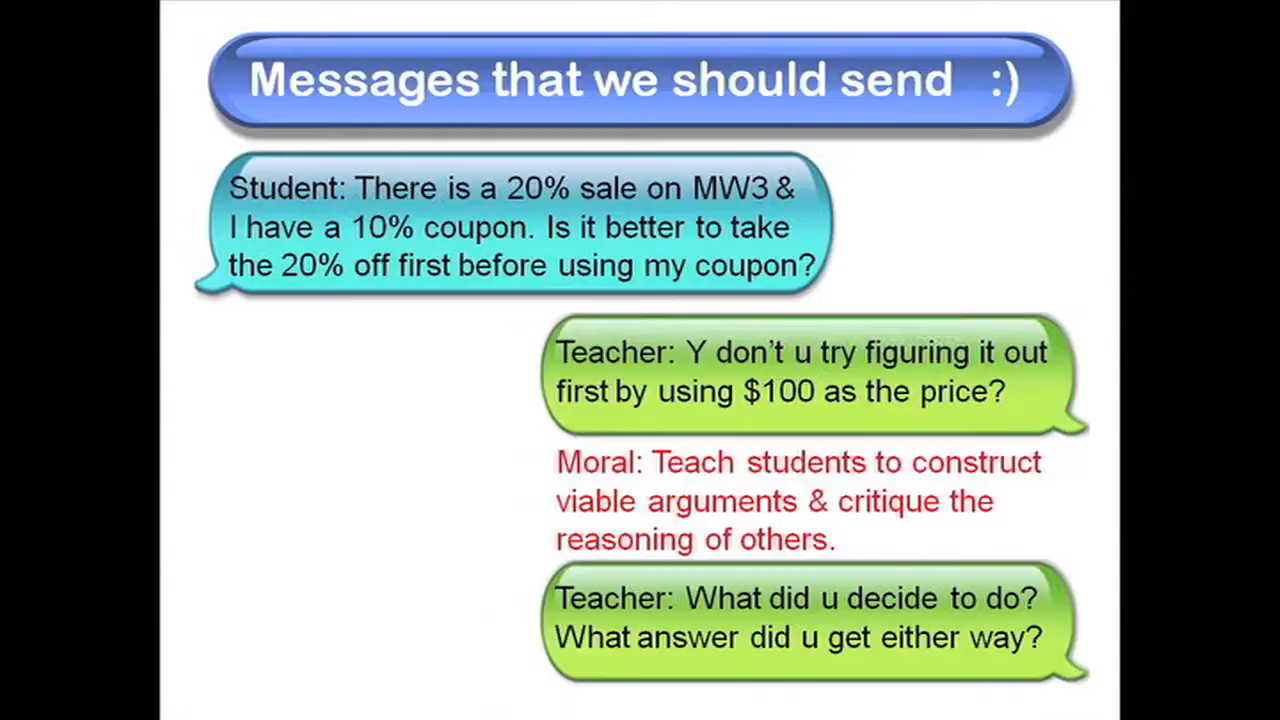 Messages that we should send :)
Student: There is a 20% sale on MW3 &
I have a 10% coupon. Is it better to take
the 20% off first before using my coupon?
Teacher: Y don't u try figuring it out
first by using $100 as the price?
Moral: Teach students to construct
viable arguments & critique the
reasoning of others.
Teacher: What did u decide to do?
What answer did u get either way?